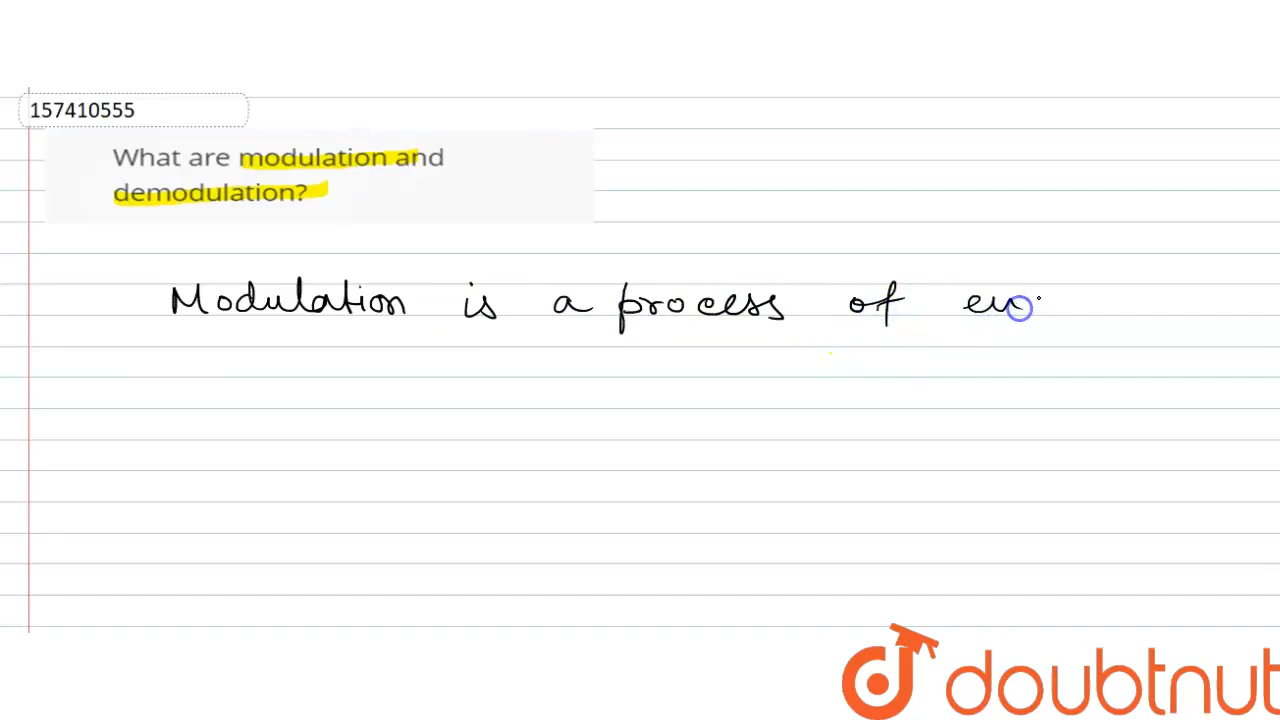 157410555
What are modulation and
demodulation?
Modulation is a process of
doubtnut